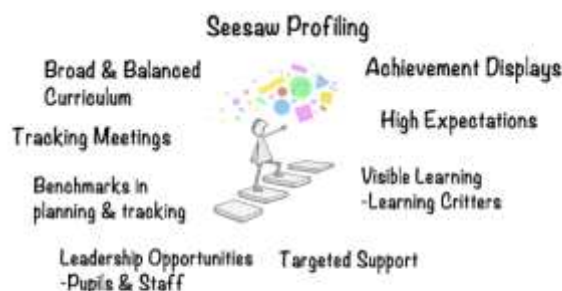 Seesaw Profiling
Broad & Balanced
Curriculum
Achievement Displays
Tracking Meetings
High Expectations
Benchmarks in
planning & tracking
Visible Learning
-Learning Critters
Leadership Opportunities
-Pupils & Staff
Targeted Support